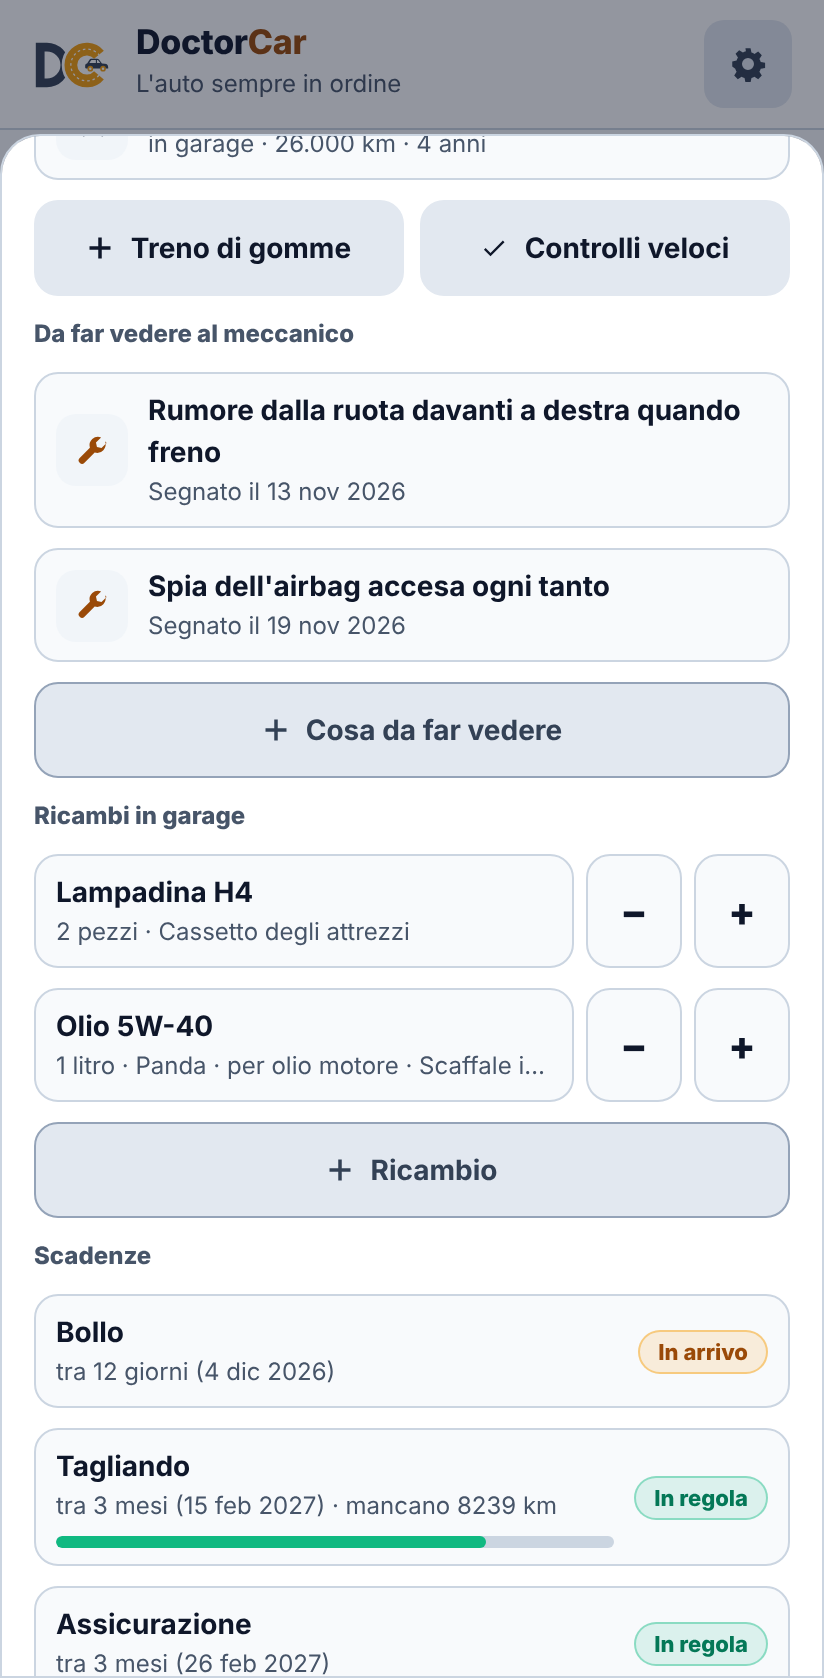 DC
DoctorCar
L'auto sempre in ordine
in garage · 26.000 km · 4 anni
+ Treno di gomme
✓ Controlli veloci
Da far vedere al meccanico
Rumore dalla ruota davanti a destra quando
freno
Segnato il 13 nov 2026
Spia dell'airbag accesa ogni tanto
Segnato il 19 nov 2026
+ Cosa da far vedere
Ricambi in garage
Lampadina H4
2 pezzi · Cassetto degli attrezzi
− +
Olio 5W-40
1 litro · Panda · per olio motore · Scaffale i...
− +
+ Ricambio
Scadenze
Bollo
tra 12 giorni (4 dic 2026)
In arrivo
Tagliando
tra 3 mesi (15 feb 2027) · mancano 8239 km
In regola
Assicurazione
tra 3 mesi (26 feb 2027)
In regola